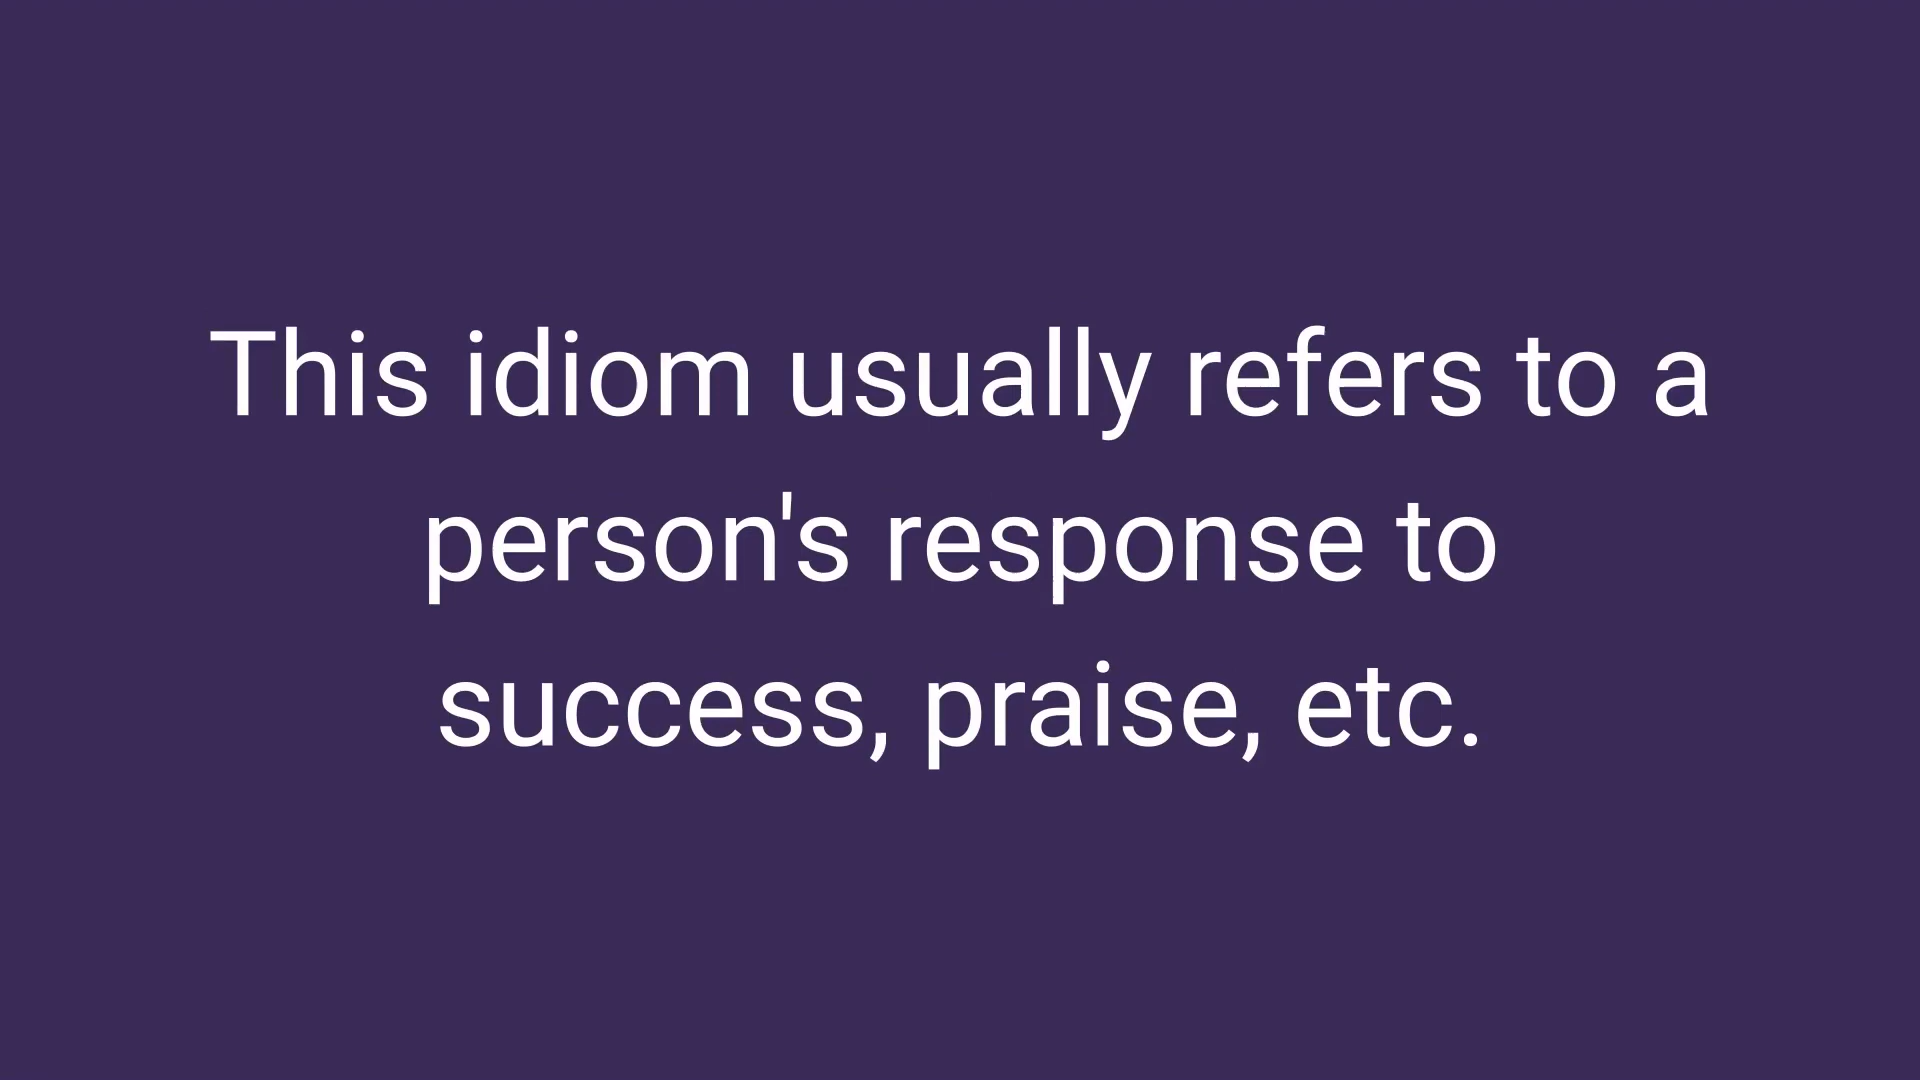 This idiom usually refers to a
person's response to
success, praise, etc.